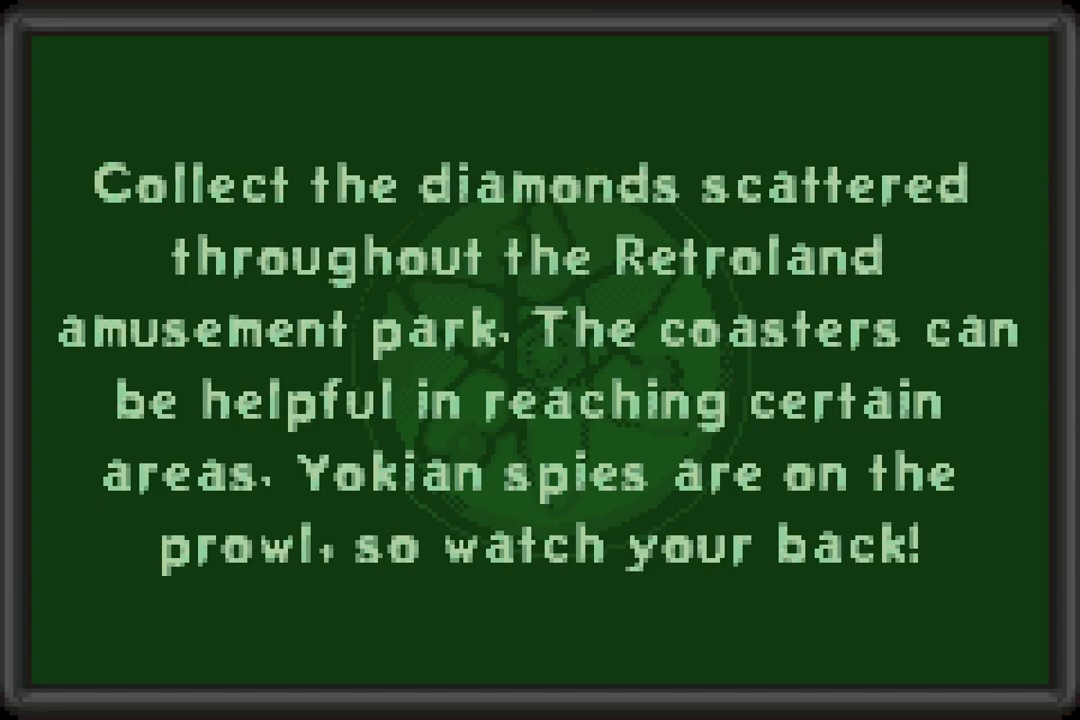 Collect the diamonds scattered
throughout the Retroland
amusement park. The coasters can
be helpful in reaching certain
areas. Yokian spies are on the
prowl, so watch your back!